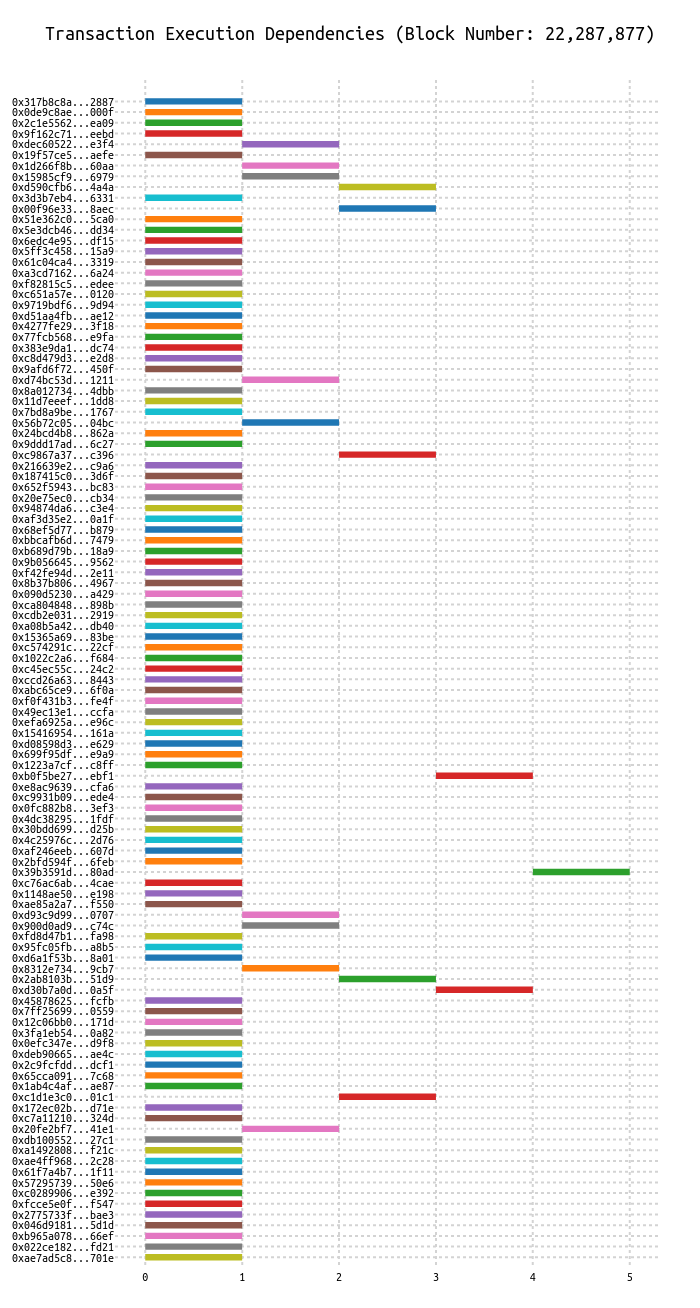 Transaction Execution Dependencies (Block Number: 22,287,877)
0x317b8c8a...2887
0x0de9c8ae...000f
0x2c1e5562...ea09
0x9f162c71...eebd
0xdec60522...e3f4
0x19f57ce5...aefe
0x1d266f8b...60aa
0x15985cf9...6979
0xd590cfb6...4a4a
0x3d3b7eb4...6331
0x00f96e33...8aec
0x51e362c0...5ca0
0x5e3dcb46...dd34
0x6edc4e95...df15
0x5ff3c458...15a9
0x61c04ca4...3319
0xa3cd7162...6a24
0xf82815c5...edee
0xc651a57e...0120
0x9719bdf6...9d94
0xd51aa4fb...ae12
0x4277fe29...3f18
0x77fcb568...e9fa
0x383e9da1...dc74
0xc8d479d3...e2d8
0x9afd6f72...450f
0xd74bc53d...1211
0x8a012734...4dbb
0x11d7eeef...1dd8
0x7bd8a9be...1767
0x56b72c05...04bc
0x24bcd4b8...862a
0x9ddd17ad...6c27
0xc9867a37...c396
0x216639e2...c9a6
0x187415c0...3d6f
0x652f5943...bc83
0x20e75ec0...cb34
0x94874da6...c3e4
0xaf3d35e2...0a1f
0x68ef5d77...b879
0xbbcafb6d...7479
0xb689d79b...18a9
0x9b056645...9562
0xf42fe94d...2e11
0x8b37b806...4967
0x090d5230...a429
0xca804848...898b
0xcdb2e031...2919
0xa08b5a42...db40
0x15365a69...83be
0xc574291c...22cf
0x1022c2a6...f684
0xc45ec55c...24c2
0xccd26a63...8443
0xabc65ce9...6f0a
0xf0f431b3...fe4f
0x49ec13e1...ccfa
0xefa6925a...e96c
0x15416954...161a
0xd08598d3...e629
0x699f95df...e9a9
0x1223a7cf...c8ff
0xb0f5be27...ebf1
0xe8ac9639...cfa6
0xc9931b09...ede4
0x0fc882b8...3ef3
0x4dc38295...1fdf
0x30bdd699...d25b
0x4c25976c...2d76
0xaf246eeb...607d
0x2bfd594f...6feb
0x39b3591d...80ad
0xc76ac6ab...4cae
0x1148ae50...e198
0xae85a2a7...f550
0xd93c9d99...0707
0x900d0ad9...c74c
0xfd8d47b1...fa98
0x95fc05fb...a8b5
0xd6a1f53b...8a01
0x8312e734...9cb7
0x2ab8103b...51d9
0xd30b7a0d...0a5f
0x45878625...fcfb
0x7ff25699...0559
0x12c06bb0...171d
0x3fa1eb54...0a82
0x0efc347e...d9f8
0xdeb90665...ae4c
0x2c9fcfdd...dcf1
0x65cca091...7c68
0x1ab4c4af...ae87
0xc1d1e3c0...01c1
0x172ec02b...d71e
0xc7a11210...324d
0x20fe2bf7...41e1
0xdb100552...27c1
0xa1492808...f21c
0xae4ff968...2c28
0x61f7a4b7...1f11
0x57295739...50e6
0xc0289906...e392
0xfcce5e0f...f547
0x2775733f...bae3
0x046d9181...5d1d
0xb965a078...66ef
0x022ce182...fd21
0xae7ad5c8...701e
0 1 2 3 4 5